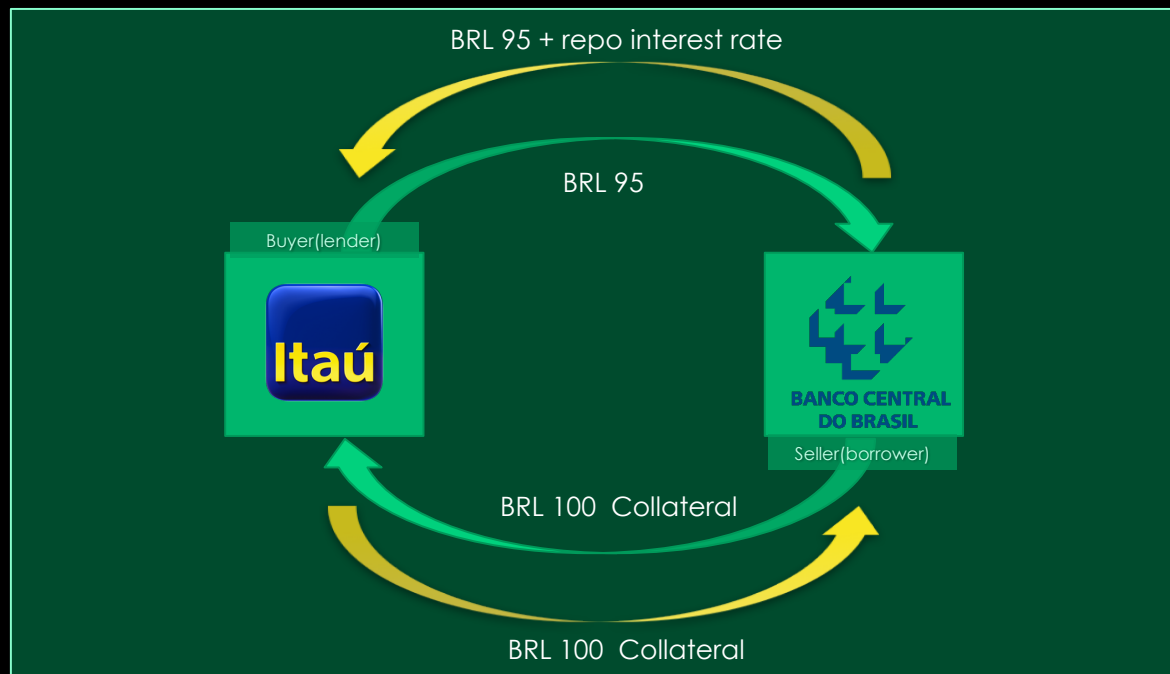 BRL 95 + repo interest rate
BRL 95
Buyer(lender)
Itaú
BANCO CENTRAL
DO BRASIL
Seller(borrower)
BRL 100  Collateral
BRL 100  Collateral